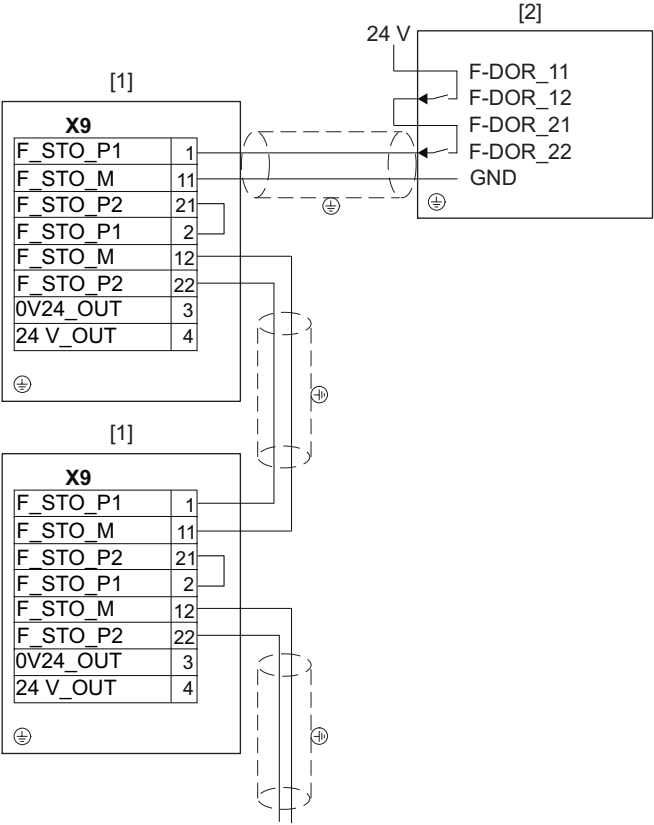 [2]
24 V
F-DOR_11
F-DOR_12
F-DOR_21
F-DOR_22
GND
[1]
X9
F_STO_P1 1
F_STO_M 11
F_STO_P2 21
F_STO_P1 2
F_STO_M 12
F_STO_P2 22
0V24_OUT 3
24 V_OUT 4
[1]
X9
F_STO_P1 1
F_STO_M 11
F_STO_P2 21
F_STO_P1 2
F_STO_M 12
F_STO_P2 22
0V24_OUT 3
24 V_OUT 4